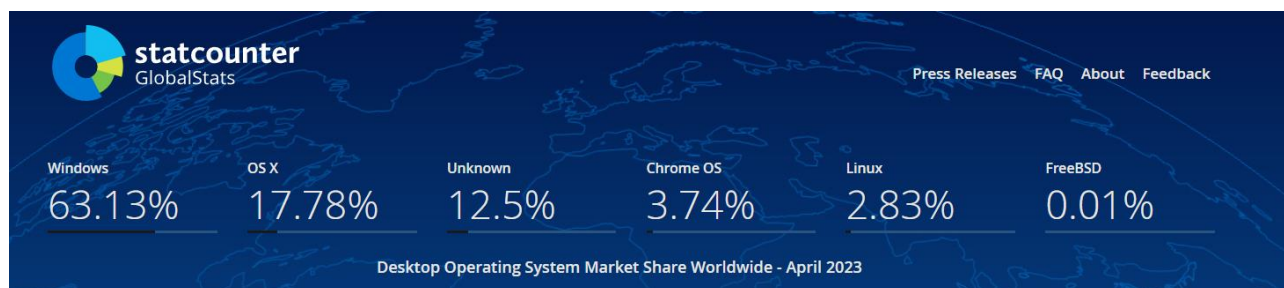 statcounter
GlobalStats
Press Releases FAQ About Feedback
Windows OS X Unknown Chrome OS Linux FreeBSD
63.13% 17.78% 12.5% 3.74% 2.83% 0.01%
Desktop Operating System Market Share Worldwide - April 2023